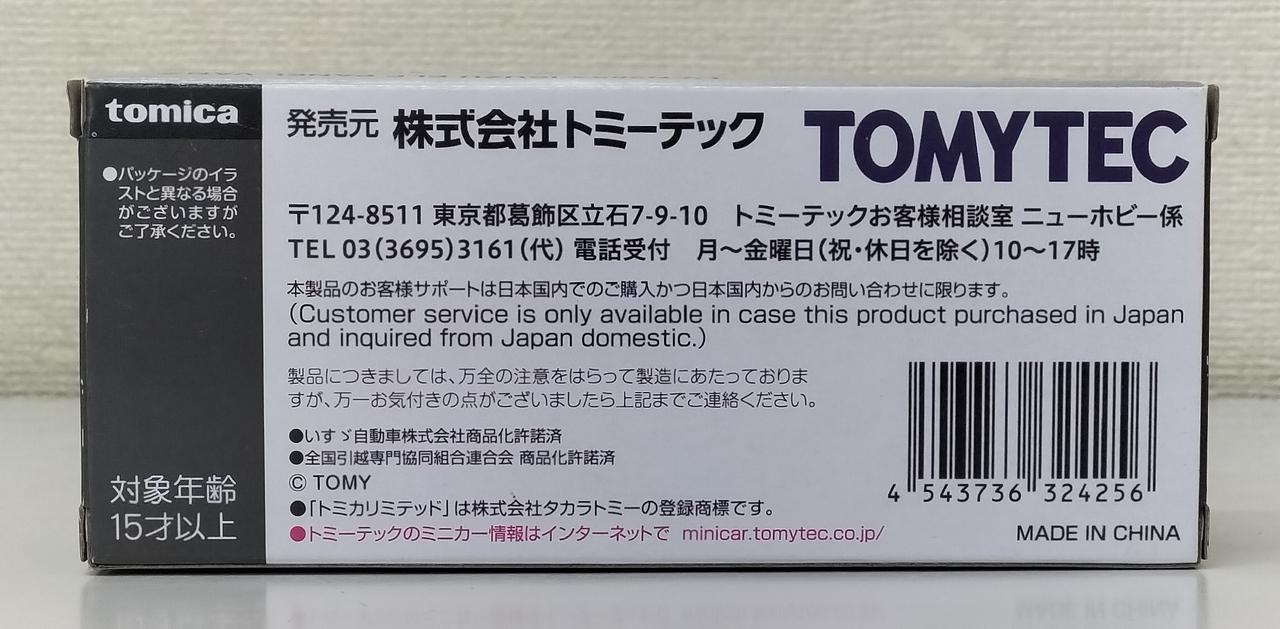 tomica
●パッケージのイラ
ストと異なる場合
がございますが
ご了承ください。
対象年齢
15才以上
発売元 株式会社トミーテック TOMYTEC
〒124-8511 東京都葛飾区立石7-9-10 トミーテックお客様相談室 ニューホビー係
TEL 03(3695)3161(代) 電話受付 月～金曜日(祝・休日を除く)10～17時
本製品のお客様サポートは日本国内でのご購入かつ日本国内からのお問い合わせに限ります。
(Customer service is only available in case this product purchased in Japan
and inquired from Japan domestic.)
製品につきましては、万全の注意をはらって製造にあたっておりま
すが、万一お気付きの点がございましたら上記までご連絡ください。
●いすゞ自動車株式会社商品化許諾済
●全国引越専門協同組合連合会 商品化許諾済
© TOMY
●「トミカリミテッド」は株式会社タカラトミーの登録商標です。
●トミーテックのミニカー情報はインターネットで minicar.tomytec.co.jp/
4 543736 324256
MADE IN CHINA